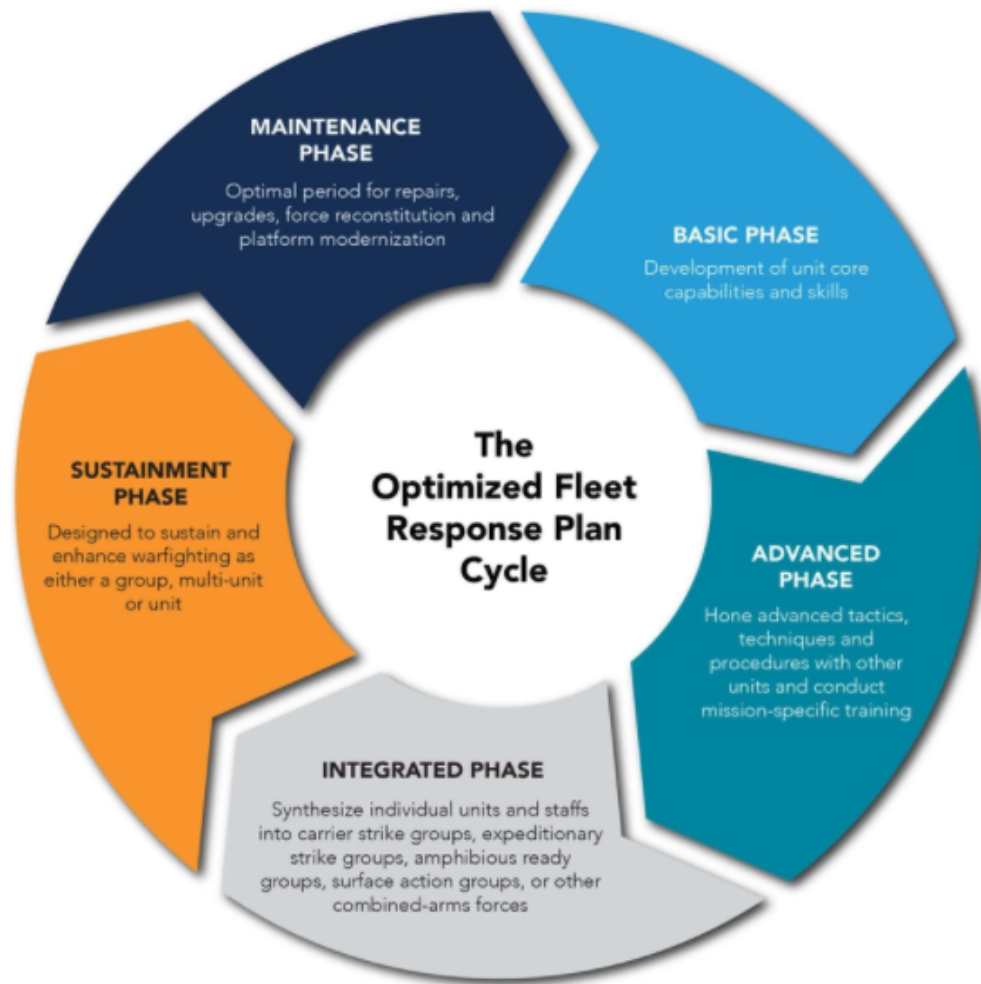 MAINTENANCE
PHASE
Optimal period for repairs,
upgrades, force reconstitution and
platform modernization
BASIC PHASE
Development of unit core
capabilities and skills
ADVANCED
PHASE
Hone advanced tactics,
techniques and
procedures with other
units and conduct
mission-specific training
INTEGRATED PHASE
Synthesize individual units and staffs
into carrier strike groups, expeditionary
strike groups, amphibious ready
groups, surface action groups, or other
combined-arms forces
SUSTAINMENT
PHASE
Designed to sustain and
enhance warfighting as
either a group, multi-unit
or unit
The
Optimized Fleet
Response Plan
Cycle